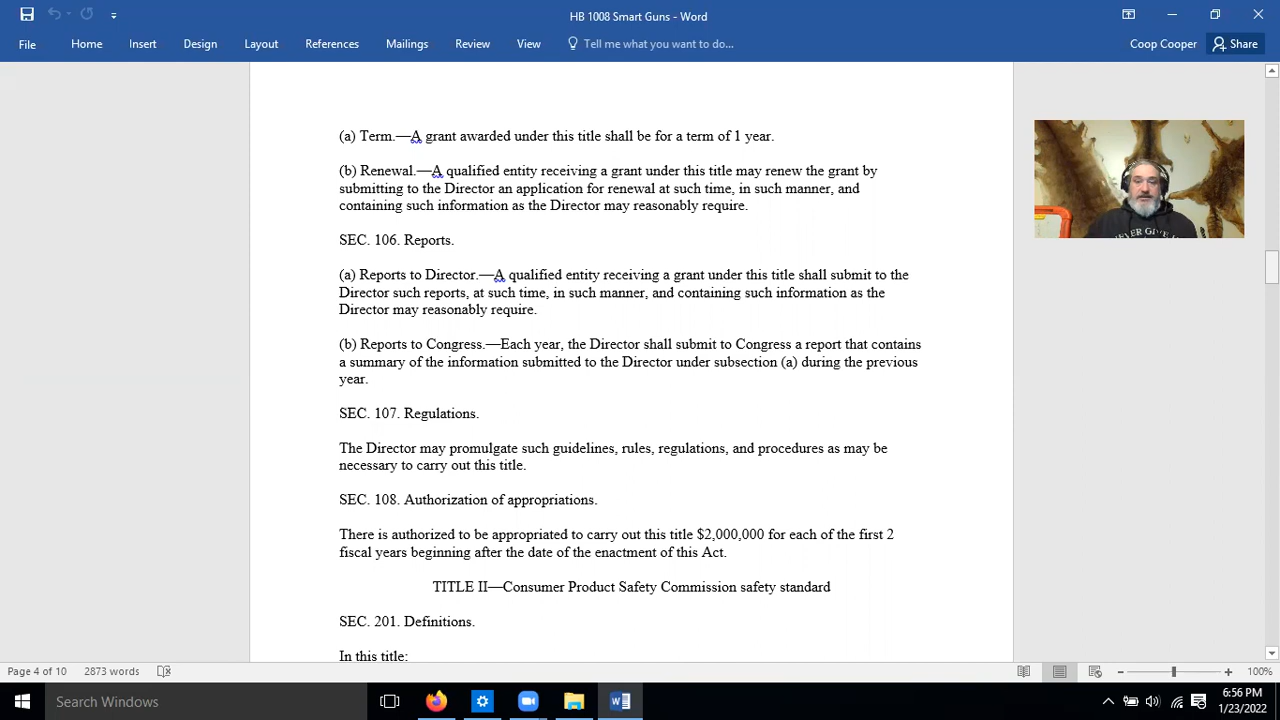 HB 1008 Smart Guns - Word
File Home Insert Design Layout References Mailings Review View Tell me what you want to do... Coop Cooper Share
(a) Term.—A grant awarded under this title shall be for a term of 1 year.
(b) Renewal.—A qualified entity receiving a grant under this title may renew the grant by
submitting to the Director an application for renewal at such time, in such manner, and
containing such information as the Director may reasonably require.
SEC. 106. Reports.
(a) Reports to Director.—A qualified entity receiving a grant under this title shall submit to the
Director such reports, at such time, in such manner, and containing such information as the
Director may reasonably require.
(b) Reports to Congress.—Each year, the Director shall submit to Congress a report that contains
a summary of the information submitted to the Director under subsection (a) during the previous
year.
SEC. 107. Regulations.
The Director may promulgate such guidelines, rules, regulations, and procedures as may be
necessary to carry out this title.
SEC. 108. Authorization of appropriations.
There is authorized to be appropriated to carry out this title $2,000,000 for each of the first 2
fiscal years beginning after the date of the enactment of this Act.
TITLE II—Consumer Product Safety Commission safety standard
SEC. 201. Definitions.
In this title:
Page 4 of 10 2873 words 100%
Search Windows
6:56 PM
1/23/2022